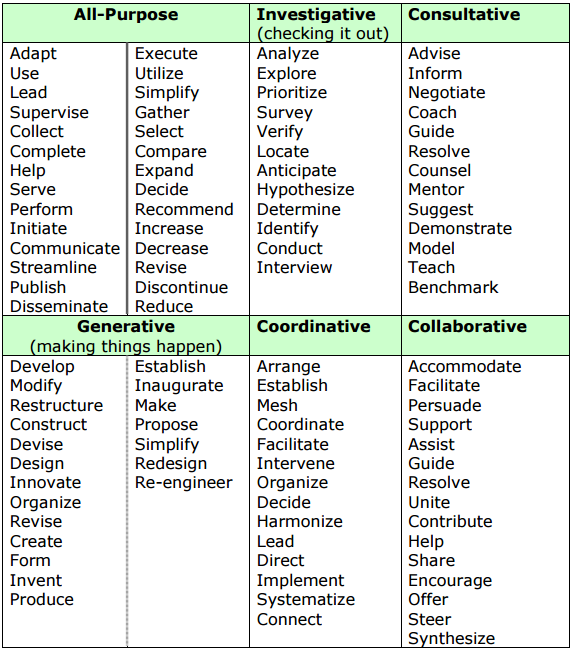 All-Purpose
Investigative
(checking it out)
Consultative
Adapt
Use
Lead
Supervise
Collect
Complete
Help
Serve
Perform
Initiate
Communicate
Streamline
Publish
Disseminate
Execute
Utilize
Simplify
Gather
Select
Compare
Expand
Decide
Recommend
Increase
Decrease
Revise
Discontinue
Reduce
Analyze
Explore
Prioritize
Survey
Verify
Locate
Anticipate
Hypothesize
Determine
Identify
Conduct
Interview
Advise
Inform
Negotiate
Coach
Guide
Resolve
Counsel
Mentor
Suggest
Demonstrate
Model
Teach
Benchmark
Generative
(making things happen)
Coordinative
Collaborative
Develop
Modify
Restructure
Construct
Devise
Design
Innovate
Organize
Revise
Create
Form
Invent
Produce
Establish
Inaugurate
Make
Propose
Simplify
Redesign
Re-engineer
Arrange
Establish
Mesh
Coordinate
Facilitate
Intervene
Organize
Decide
Harmonize
Lead
Direct
Implement
Systematize
Connect
Accommodate
Facilitate
Persuade
Support
Assist
Guide
Resolve
Unite
Contribute
Help
Share
Encourage
Offer
Steer
Synthesize